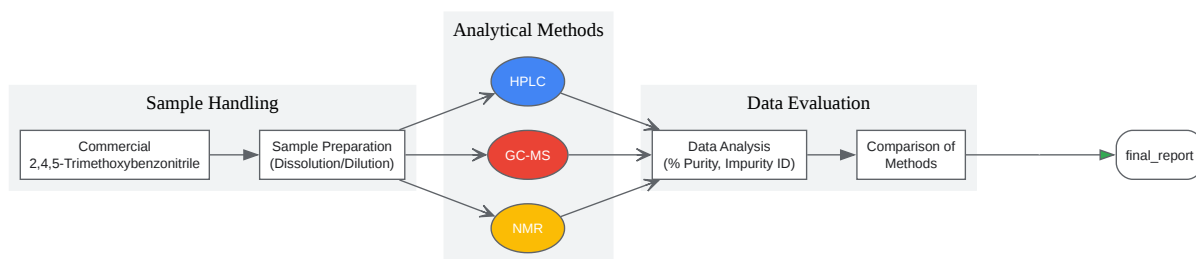 Analytical Methods
HPLC
Sample Handling
Data Evaluation
Commercial
2,4,5-Trimethoxybenzonitrile
Sample Preparation
(Dissolution/Dilution)
GC-MS
Data Analysis
(% Purity, Impurity ID)
Comparison of
Methods
final_report
NMR